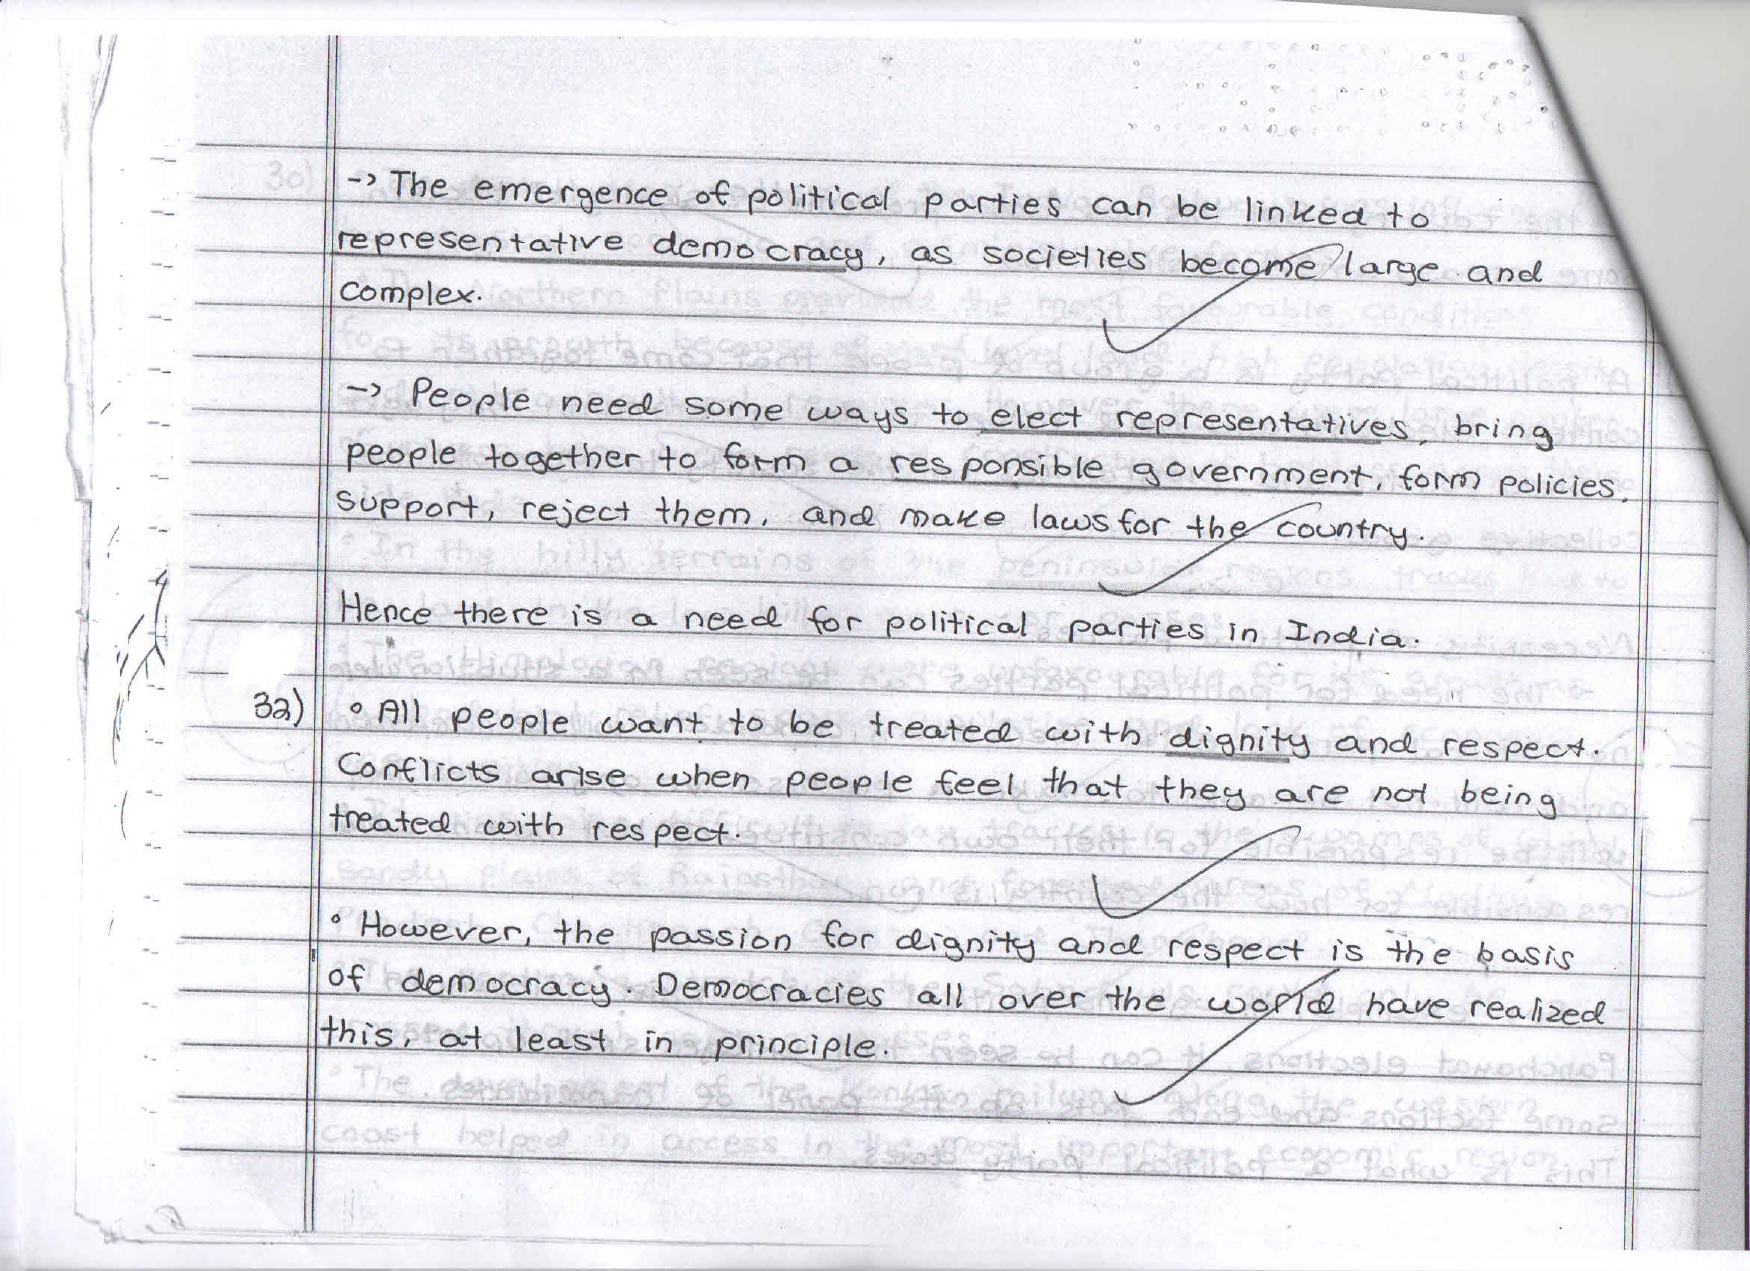 -> The emergence of political parties can be linked to
representative democracy, as societies become large and
complex.
-> People need some ways to elect representatives, bring
people together to form a responsible government, form policies,
support, reject them, and make laws for the country.
Hence there is a need for political parties in India.
32) • All people want to be treated with dignity and respect.
Conflicts arise when people feel that they are not being
treated with respect.
• However, the passion for dignity and respect is the basis
of democracy. Democracies all over the world have realized
this, at least in principle.